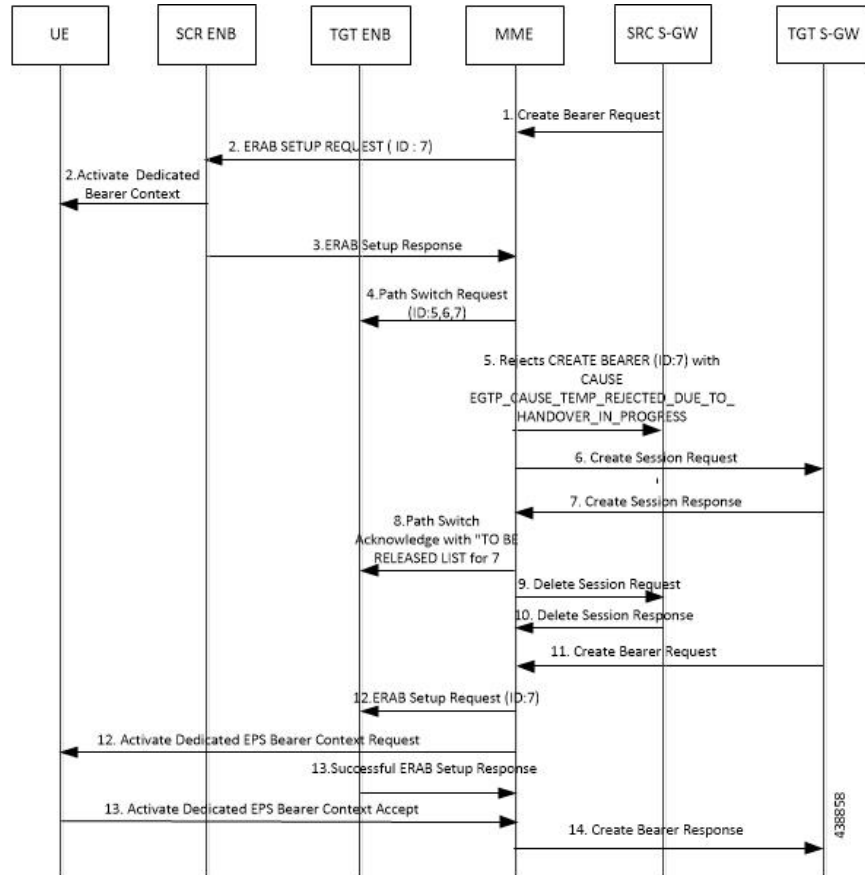 UE
SCR ENB
TGT ENB
MME
SRC S-GW
TGT S-GW
1. Create Bearer Request
2. ERAB SETUP REQUEST ( ID : 7)
2.Activate Dedicated
Bearer Context
3.ERAB Setup Response
4.Path Switch Request
(ID:5,6,7)
5. Rejects CREATE BEARER (ID:7) with
CAUSE
EGTP_CAUSE_TEMP_REJECTED_DUE_TO_
HANDOVER_IN_PROGRESS
6. Create Session Request
7. Create Session Response
8.Path Switch
Acknowledge with "TO BE
RELEASED LIST for 7
9. Delete Session Request
10. Delete Session Response
11. Create Bearer Request
12.ERAB Setup Request (ID:7)
12. Activate Dedicated EPS Bearer Context Request
13.Successful ERAB Setup Response
13. Activate Dedicated EPS Bearer Context Accept
14. Create Bearer Response
438858